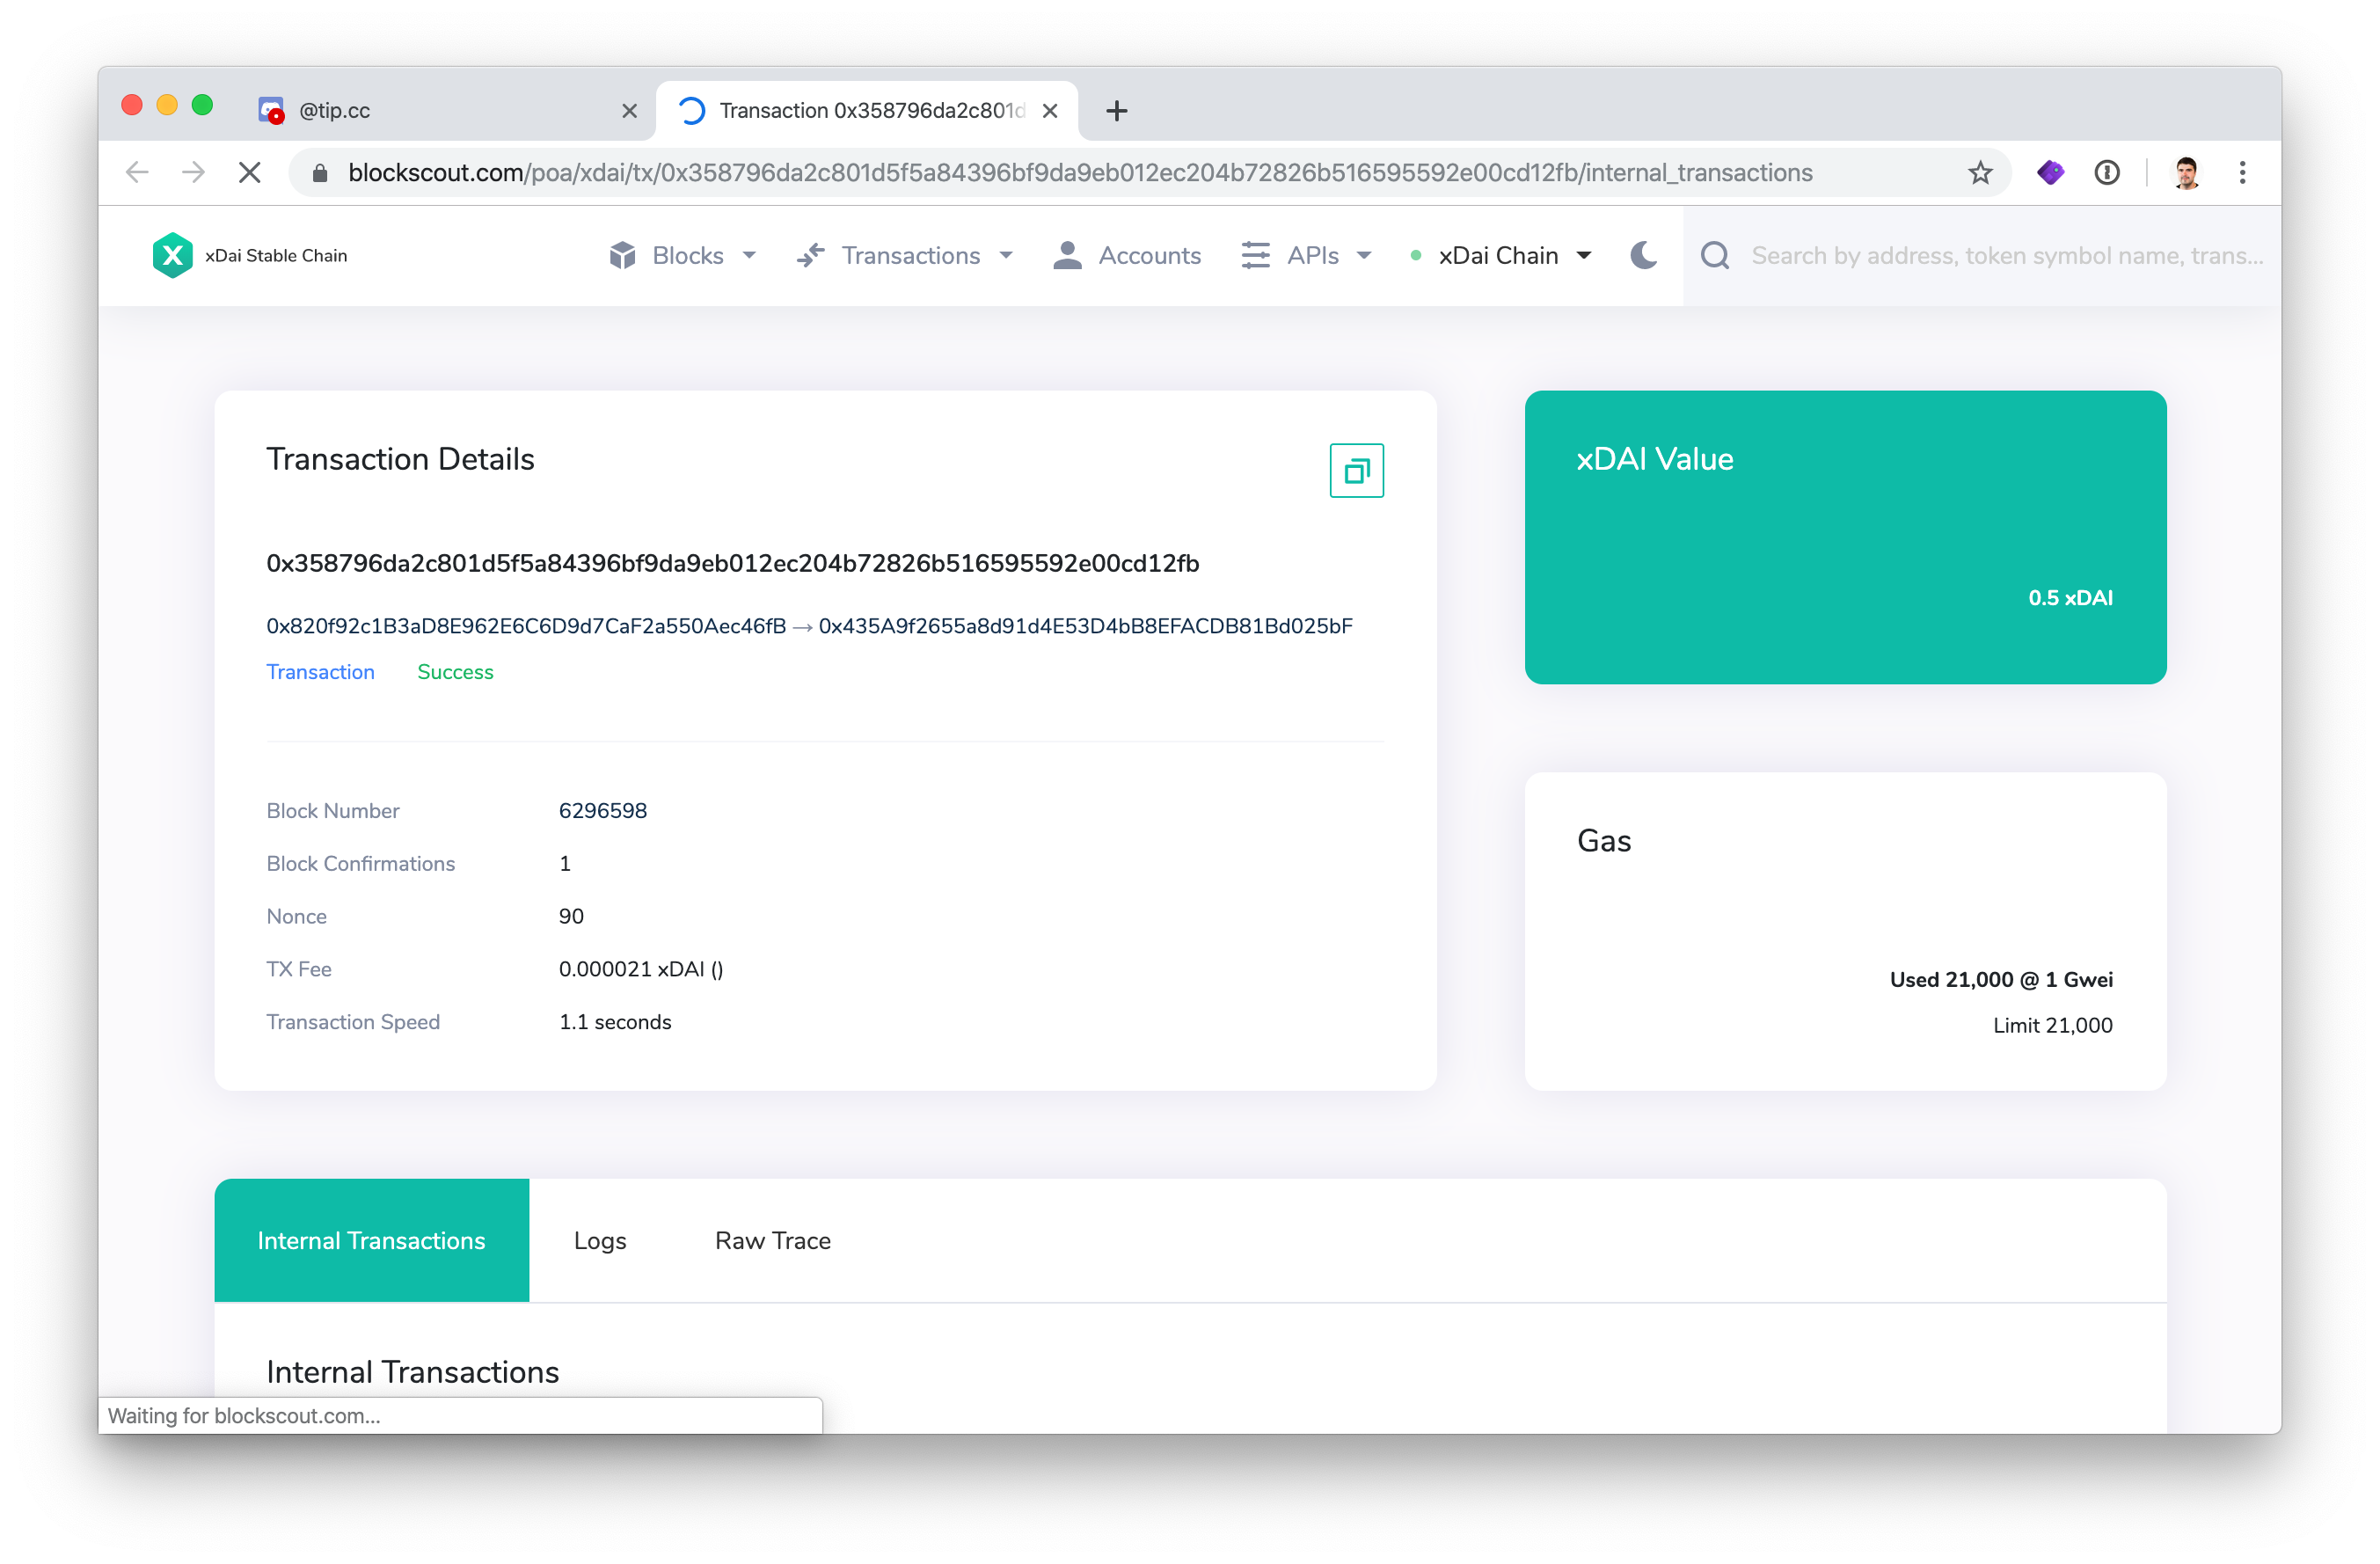 @tip.cc
Transaction 0x358796da2c801d
blockscout.com/poa/xdai/tx/0x358796da2c801d5f5a84396bf9da9eb012ec204b72826b516595592e00cd12fb/internal_transactions
xDai Stable Chain
Blocks
Transactions
Accounts
APIs
xDai Chain
Search by address, token symbol name, trans...
Transaction Details
0x358796da2c801d5f5a84396bf9da9eb012ec204b72826b516595592e00cd12fb
0x820f92c1B3aD8E962E6C6D9d7CaF2a550Aec46fB → 0x435A9f2655a8d91d4E53D4bB8EFACDB81Bd025bF
Transaction Success
Block Number 6296598
Block Confirmations 1
Nonce 90
TX Fee 0.000021 xDAI ()
Transaction Speed 1.1 seconds
xDAI Value
0.5 xDAI
Gas
Used 21,000 @ 1 Gwei
Limit 21,000
Internal Transactions
Logs
Raw Trace
Internal Transactions
Waiting for blockscout.com...